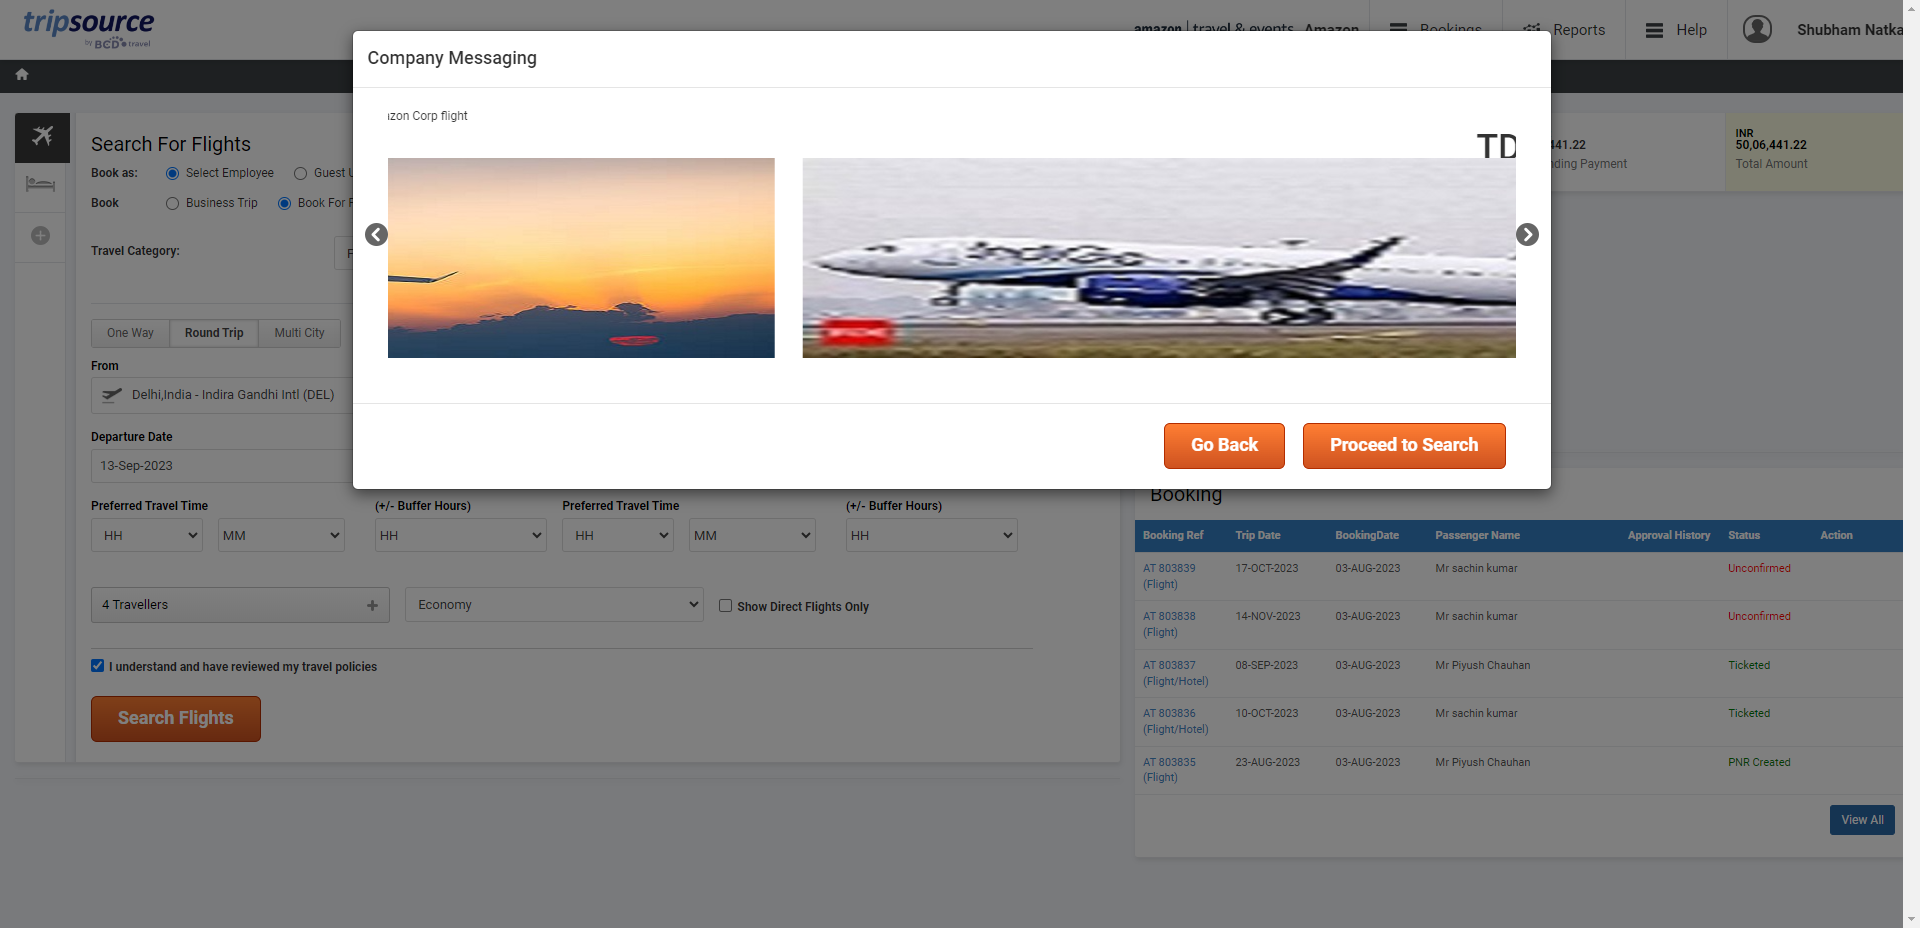 tripsource
by BCD travel
amazon | travel & events Amazon
Bookings
Reports
Help
Shubham Natka
Company Messaging
azon Corp flight
TD
IndiGo
Go Back
Proceed to Search
Search For Flights
Book as:
Select Employee
Guest U
Book
Business Trip
Book For F
Travel Category:
F
One Way
Round Trip
Multi City
From
Delhi,India - Indira Gandhi Intl (DEL)
Departure Date
13-Sep-2023
Preferred Travel Time
(+/- Buffer Hours)
Preferred Travel Time
(+/- Buffer Hours)
HH
MM
HH
HH
MM
HH
4 Travellers
Economy
Show Direct Flights Only
I understand and have reviewed my travel policies
Search Flights
441.22
ding Payment
INR
50,06,441.22
Total Amount
Booking
Booking Ref Trip Date BookingDate Passenger Name Approval History Status Action
AT 803839 17-OCT-2023 03-AUG-2023 Mr sachin kumar Unconfirmed
(Flight)
AT 803838 14-NOV-2023 03-AUG-2023 Mr sachin kumar Unconfirmed
(Flight)
AT 803837 08-SEP-2023 03-AUG-2023 Mr Piyush Chauhan Ticketed
(Flight/Hotel)
AT 803836 10-OCT-2023 03-AUG-2023 Mr sachin kumar Ticketed
(Flight/Hotel)
AT 803835 23-AUG-2023 03-AUG-2023 Mr Piyush Chauhan PNR Created
(Flight)
View All